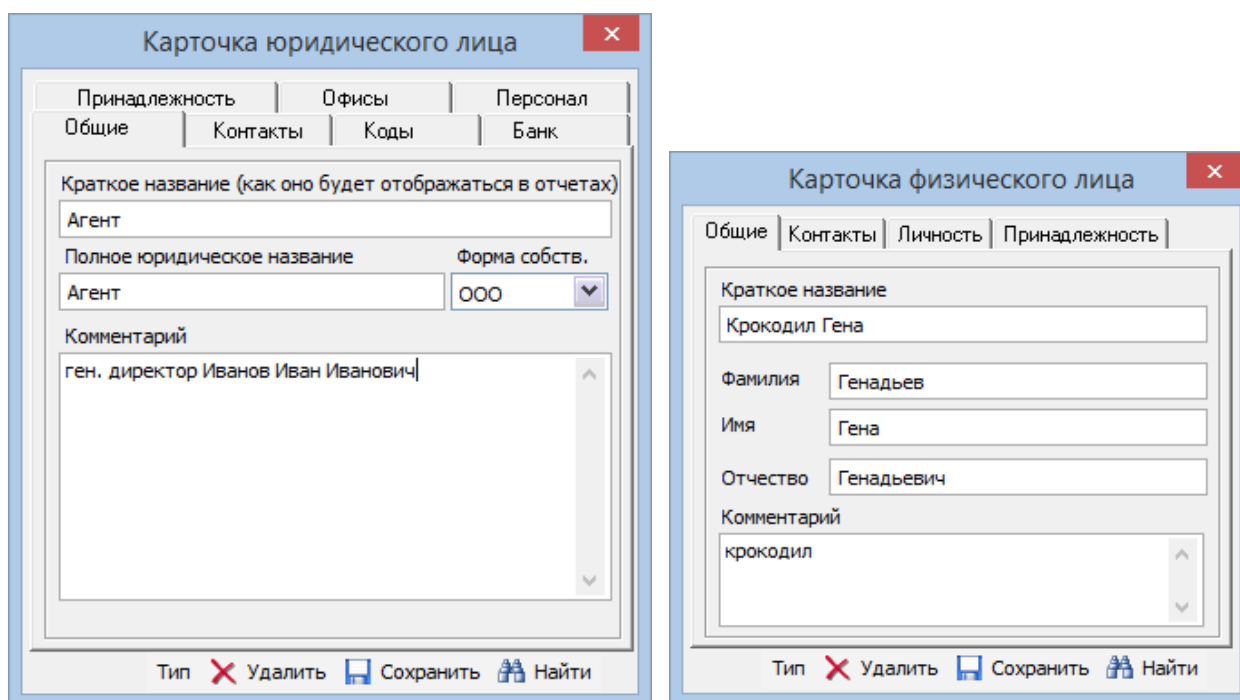 Карточка юридического лица
Принадлежность Офисы Персонал
Общие Контакты Коды Банк
Краткое название (как оно будет отображаться в отчетах)
Агент
Полное юридическое название Форма собств.
Агент ООО
Комментарий
ген. директор Иванов Иван Иванович
Тип Удалить Сохранить Найти
Карточка физического лица
Общие Контакты Личность Принадлежность
Краткое название
Крокодил Гена
Фамилия Генадьев
Имя Гена
Отчество Генадьевич
Комментарий
крокодил
Тип Удалить Сохранить Найти